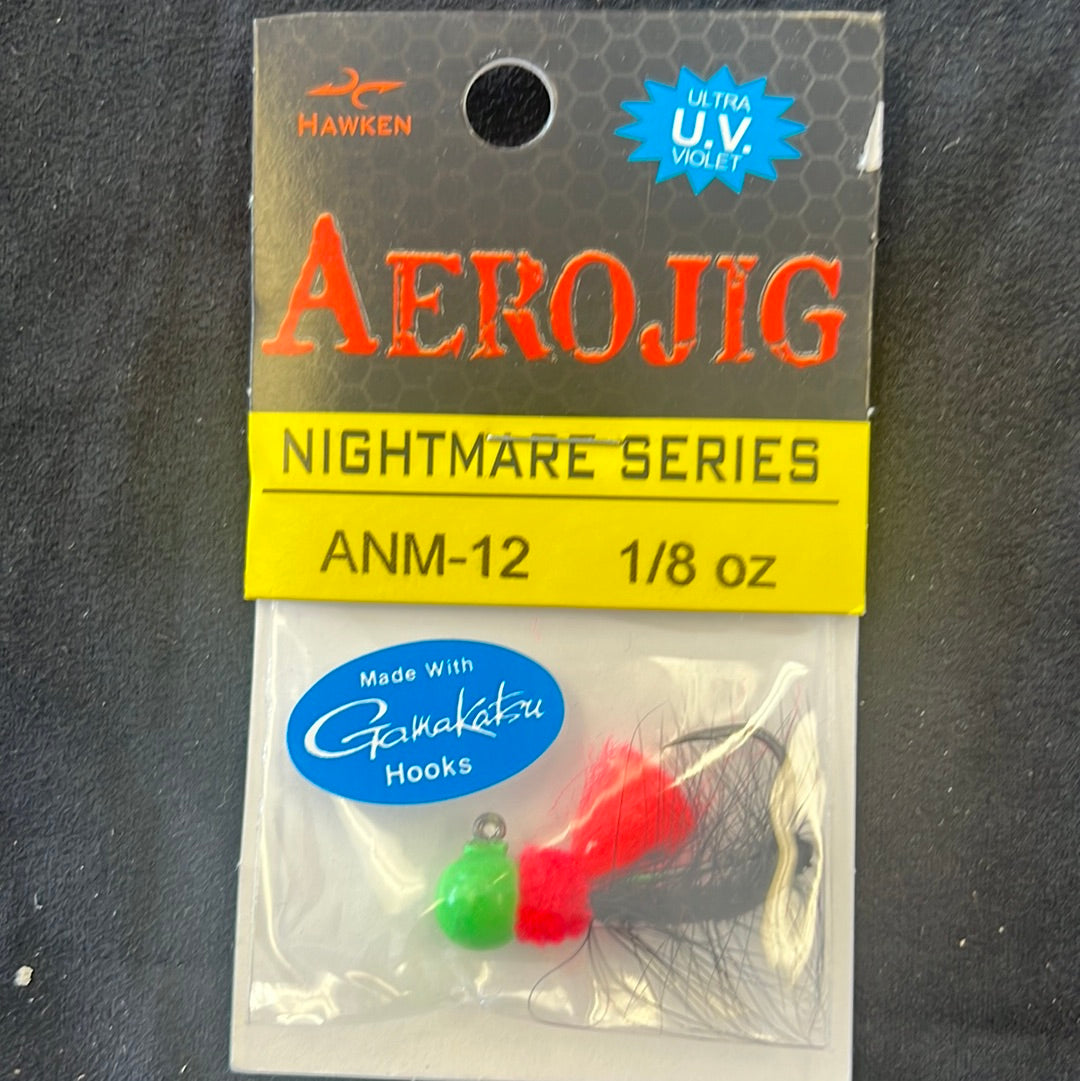 HAWKEN
ULTRA
U.V.
VIOLET
AEROJIG
NIGHTMARE SERIES
ANM-12 1/8 oz
Made With
Gamakatsu
Hooks